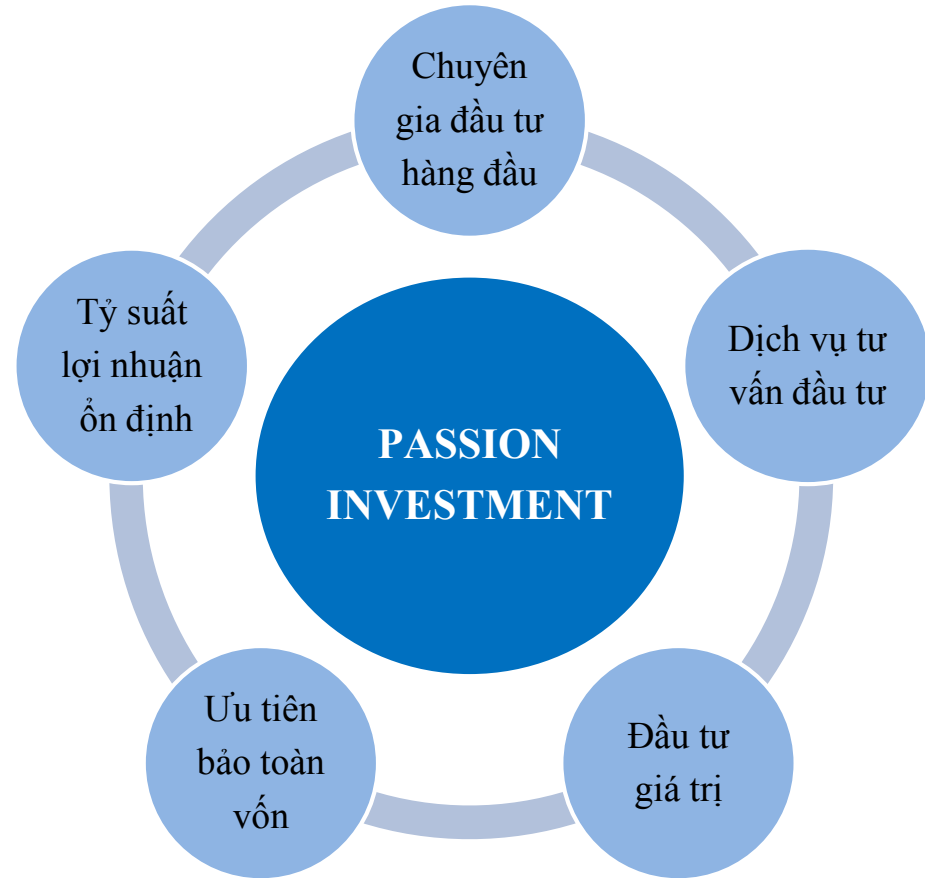 Chuyên
gia đầu tư
hàng đầu
Dịch vụ tư
vấn đầu tư
Đầu tư
giá trị
Ưu tiên
bảo toàn
vốn
Tỷ suất
lợi nhuận
ổn định
PASSION
INVESTMENT